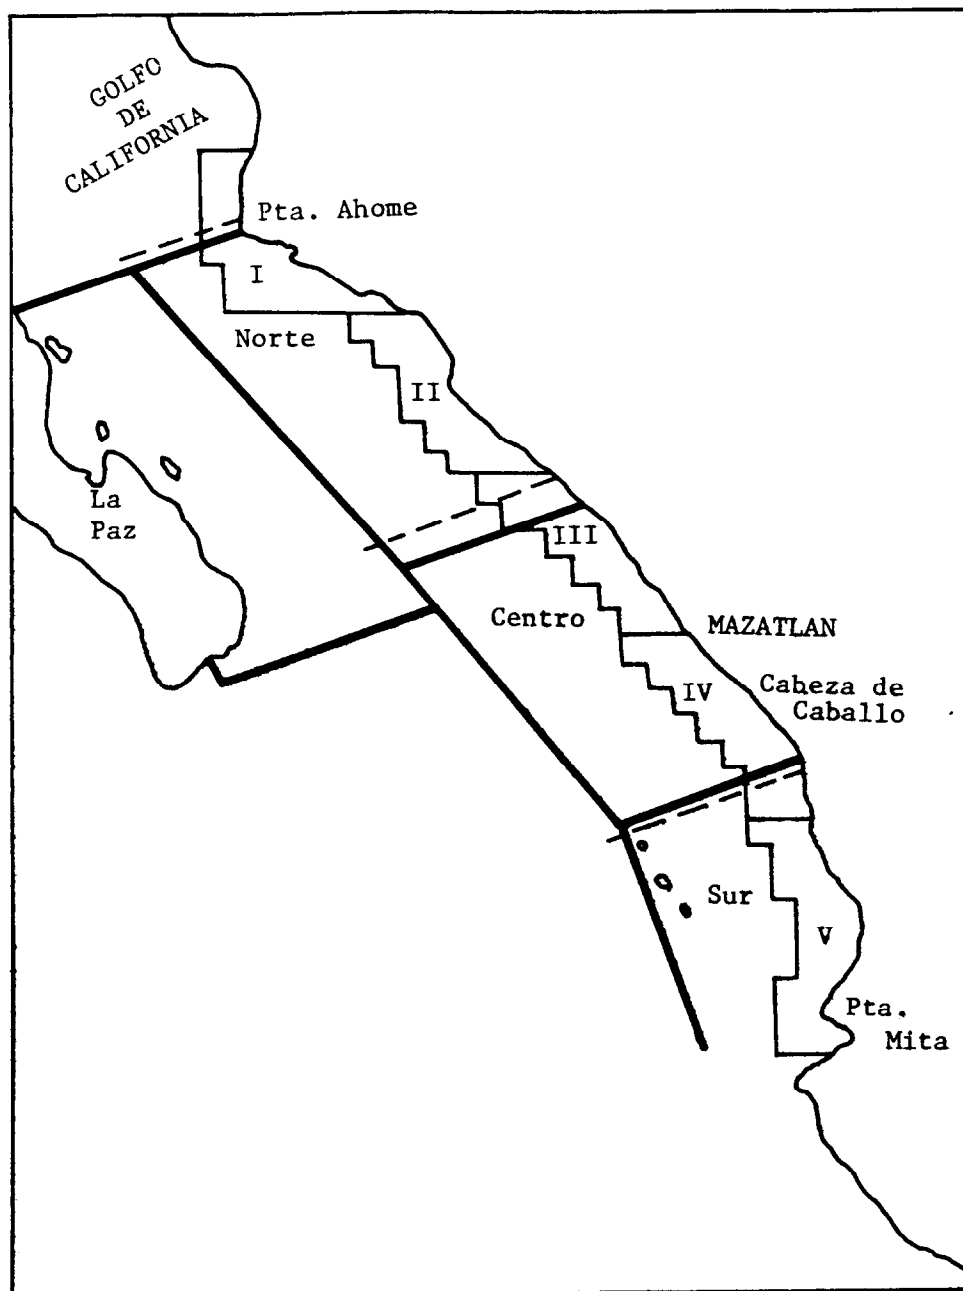 GOLFO
DE
CALIFORNIA
Pta. Ahome
I
Norte
II
La
Paz
III
Centro
MAZATLAN
IV
Cabeza de
Caballo
Sur
V
Pta.
Mita